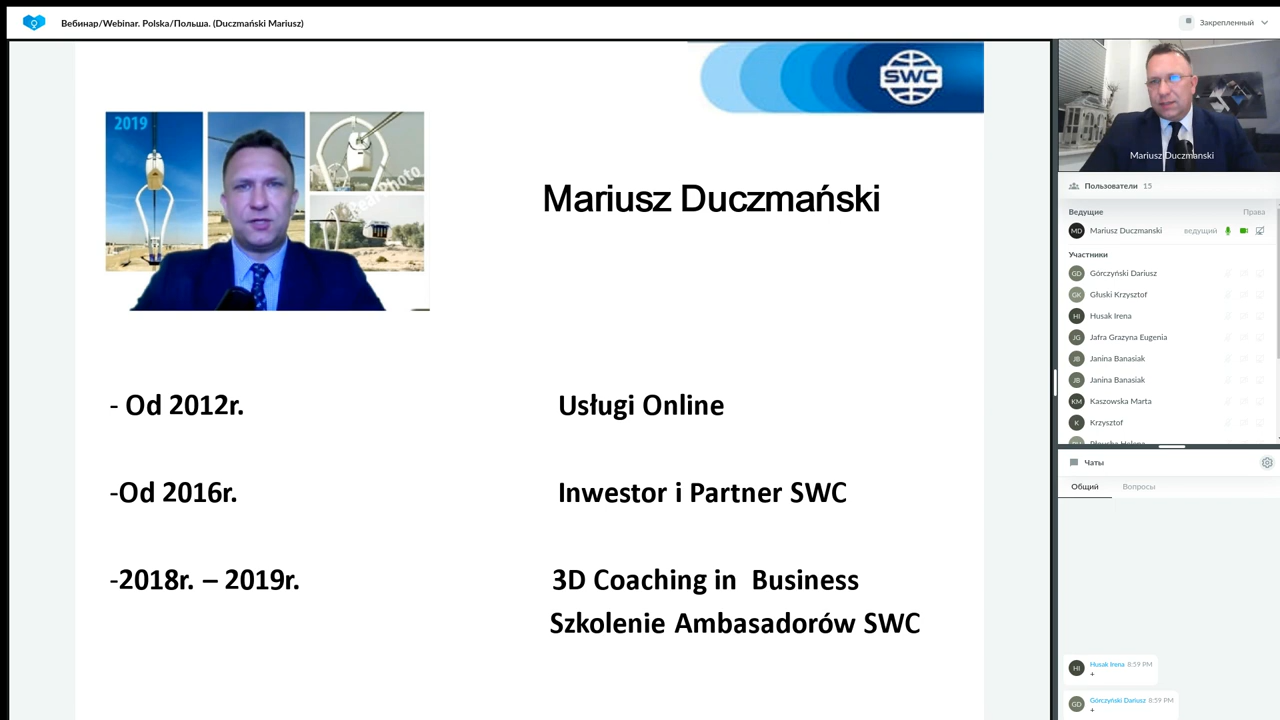 Вебинар/Webinar. Polska/Польша. (Duczmański Mariusz)
Закрепленный
SWC
2019
PearPhoto
Mariusz Duczmański
- Od 2012r. Usługi Online
-Od 2016r. Inwestor i Partner SWC
-2018r. – 2019r. 3D Coaching in Business
Szkolenie Ambasadorów SWC
Mariusz Duczmanski
Пользователи 15
Ведущие Права
MD Mariusz Duczmanski ведущий
Участники
GD Górczyński Dariusz
GK Głuski Krzysztof
HI Husak Irena
JG Jafra Grazyna Eugenia
JB Janina Banasiak
JB Janina Banasiak
KM Kaszowska Marta
K Krzysztof
Чаты
Общий Вопросы
HI Husak Irena 8:59 PM
+
GD Górczyński Dariusz 8:59 PM
+